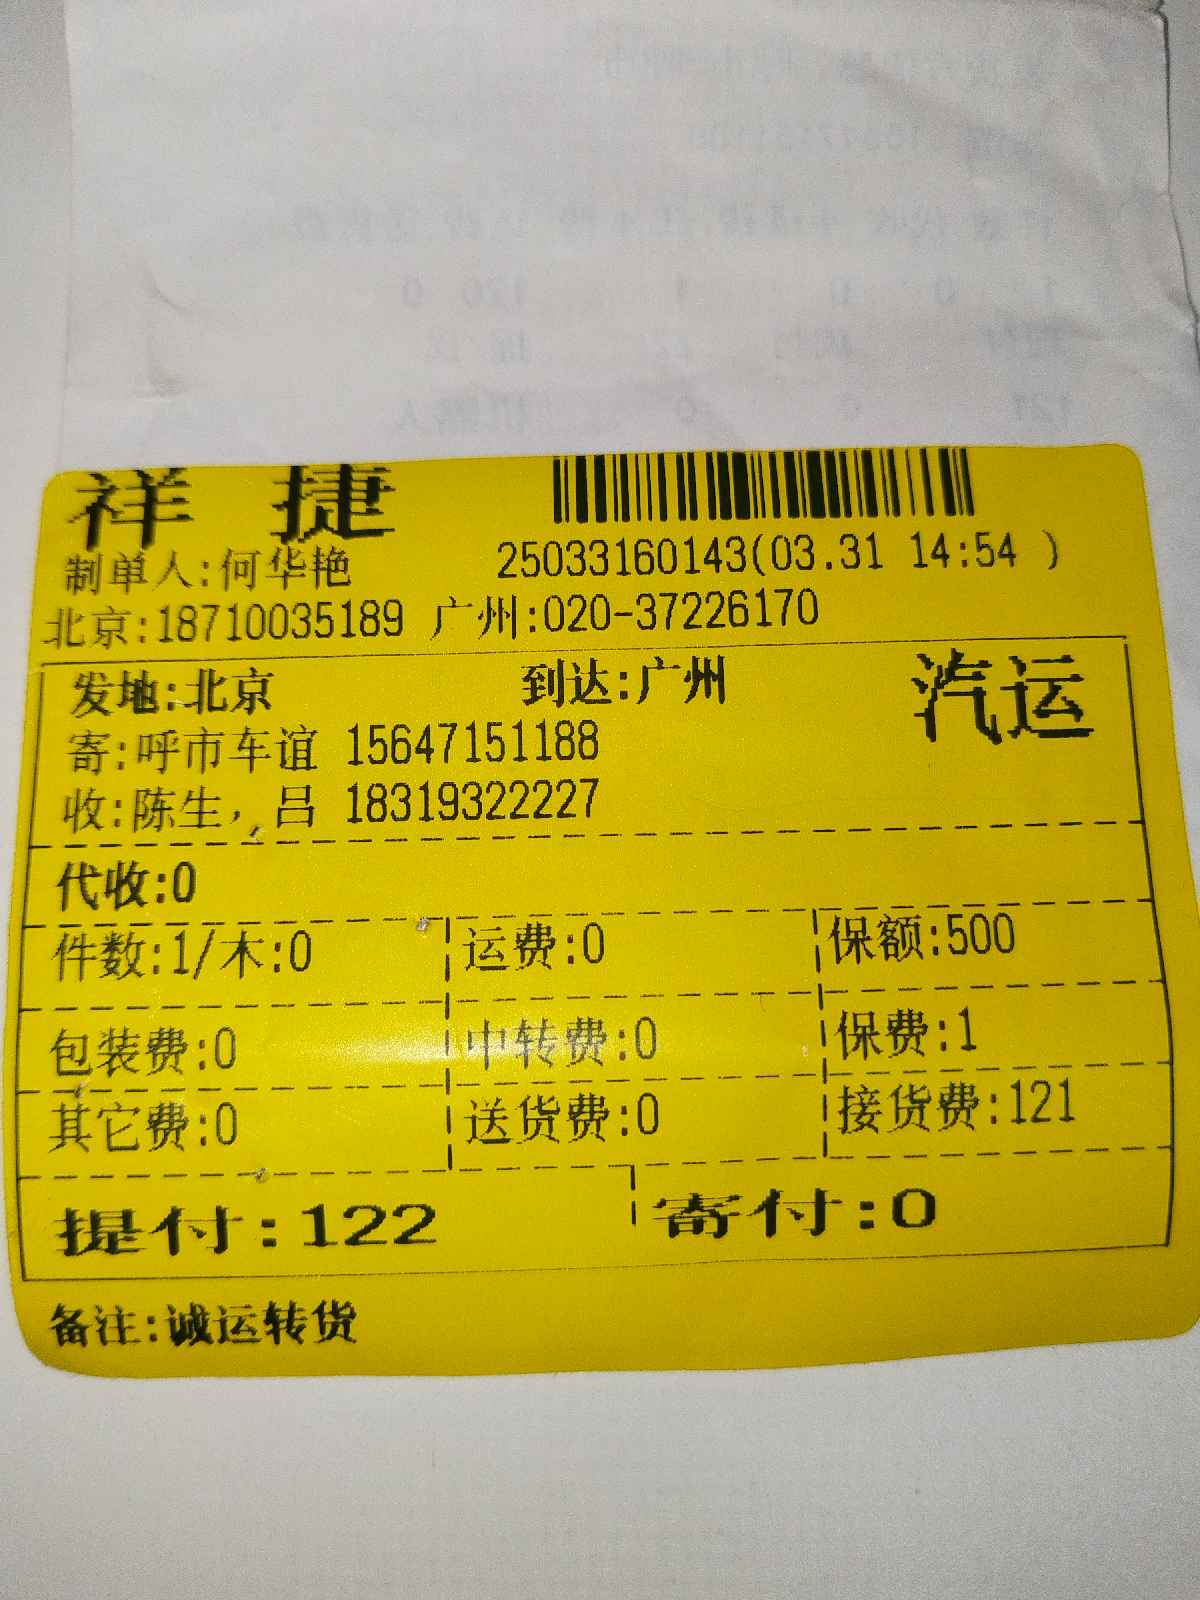 祥 捷
制单人:何华艳 25033160143(03.31 14:54 )
北京:18710035189 广州:020-37226170
发地:北京 到达:广州 汽运
寄:呼市车谊 15647151188
收:陈生，吕 18319322227
代收:0
件数:1/木:0 运费:0 保额:500
包装费:0 中转费:0 保费:1
其它费:0 送货费:0 接货费:121
提付:122 寄付:0
备注:诚运转货